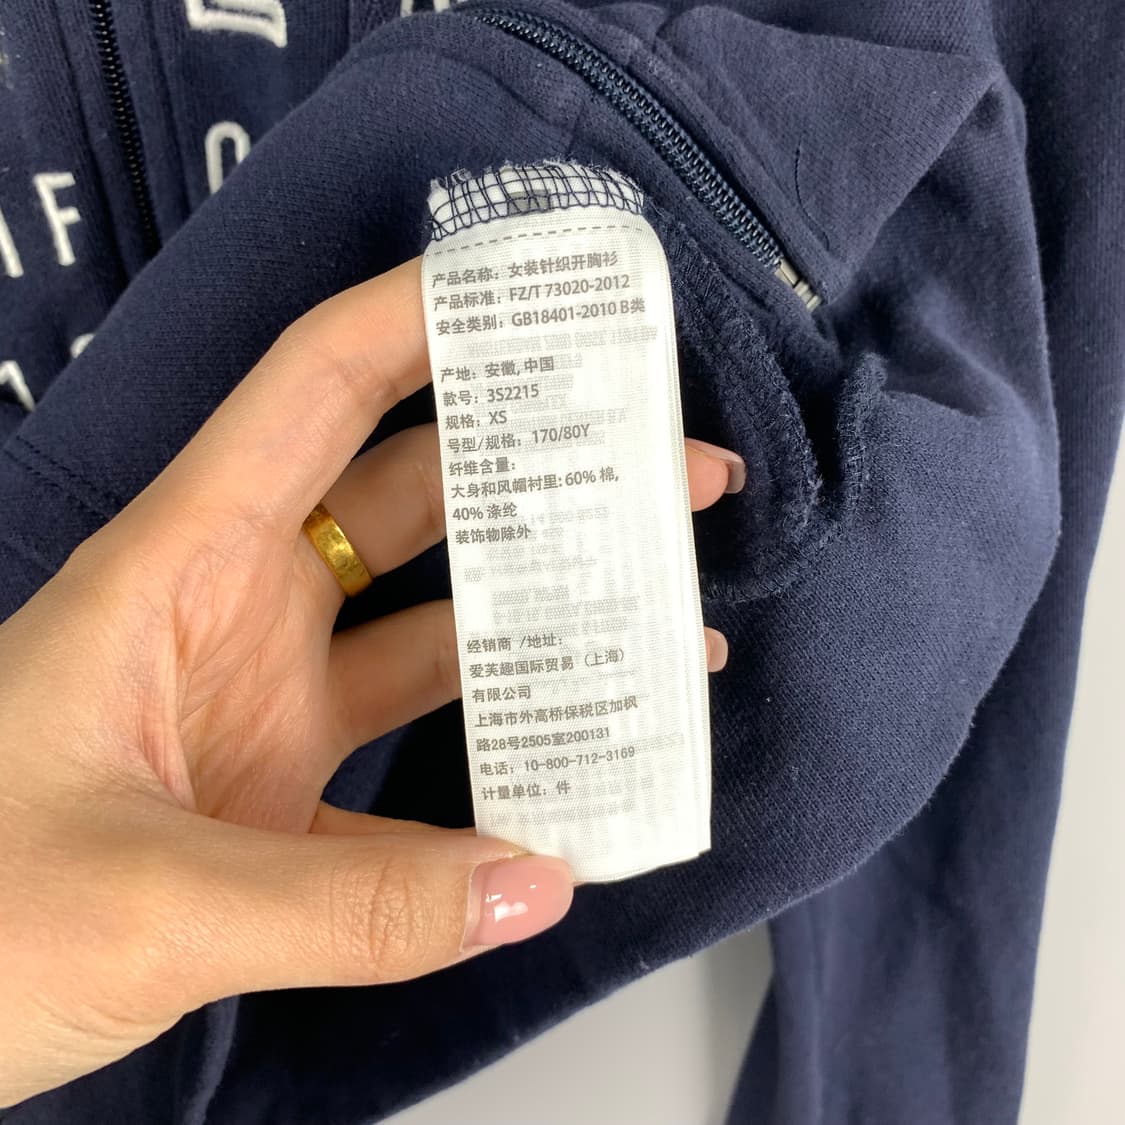 IF
产品名称：女装针织开胸衫
产品标准：FZ/T 73020-2012
安全类别：GB18401-2010 B类
产地：安徽,中国
款号：3S2215
规格：XS
号型/规格：170/80Y
纤维含量：
大身和风帽衬里：60% 棉,
40% 涤纶
装饰物除外
经销商 /地址：
爱芙趣国际贸易（上海）
有限公司
上海市外高桥保税区加枫
路28号2505室200131
电话：10-800-712-3169
计量单位：件